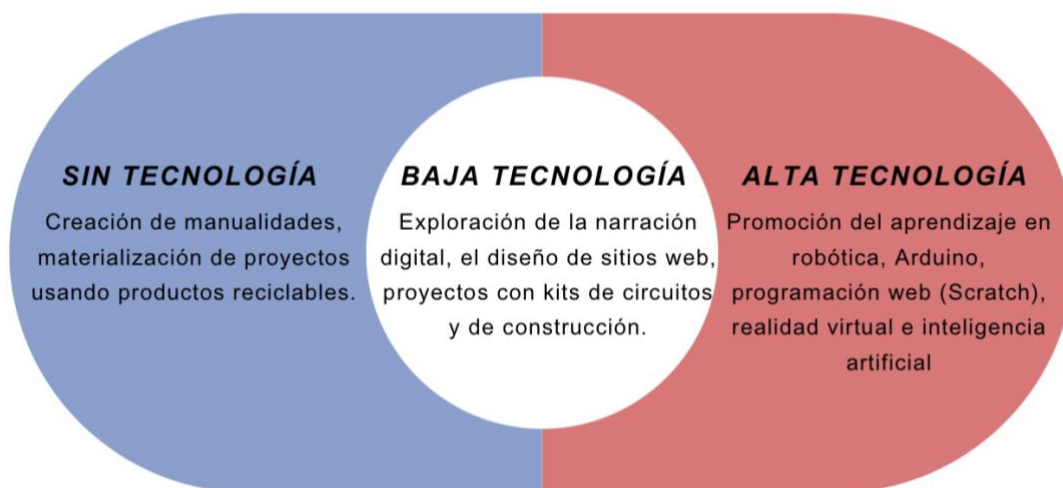 SIN TECNOLOGÍA
Creación de manualidades,
materialización de proyectos
usando productos reciclables.
BAJA TECNOLOGÍA
Exploración de la narración
digital, el diseño de sitios web,
proyectos con kits de circuitos
y de construcción.
ALTA TECNOLOGÍA
Promoción del aprendizaje en
robótica, Arduino,
programación web (Scratch),
realidad virtual e inteligencia
artificial